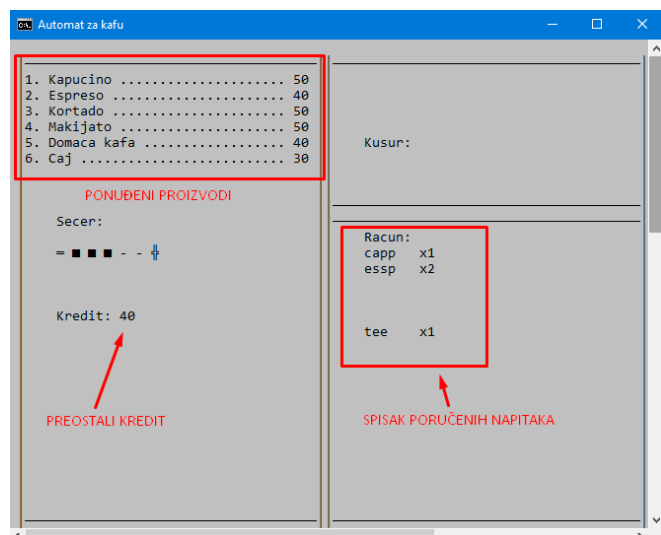 Automat za kafu
1. Kapucino ..................... 50
2. Espreso ...................... 40
3. Kortado ...................... 50
4. Makijato ..................... 50
5. Domaca kafa .................. 40
6. Caj .......................... 30
PONUĐENI PROIZVODI
Secer:
= ■ ■ ■ - - ╬
Kredit: 40
PREOSTALI KREDIT
Kusur:
Racun:
capp x1
essp x2
tee x1
SPISAK PORUČENIH NAPITAKA